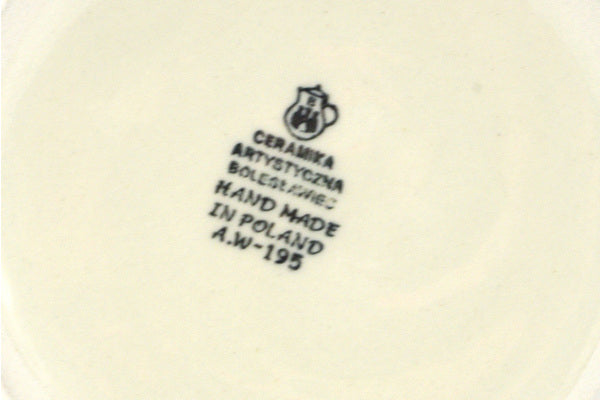 B
CERAMIKA
ARTYSTYCZNA
BOLESŁAWIEC
HAND MADE
IN POLAND
A.W-195